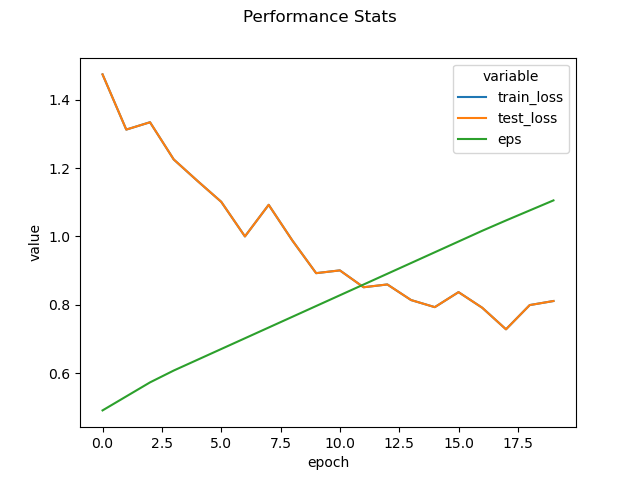 Performance Stats
variable
train_loss
test_loss
eps
1.4
1.2
1.0
0.8
0.6
value
0.0 2.5 5.0 7.5 10.0 12.5 15.0 17.5
epoch